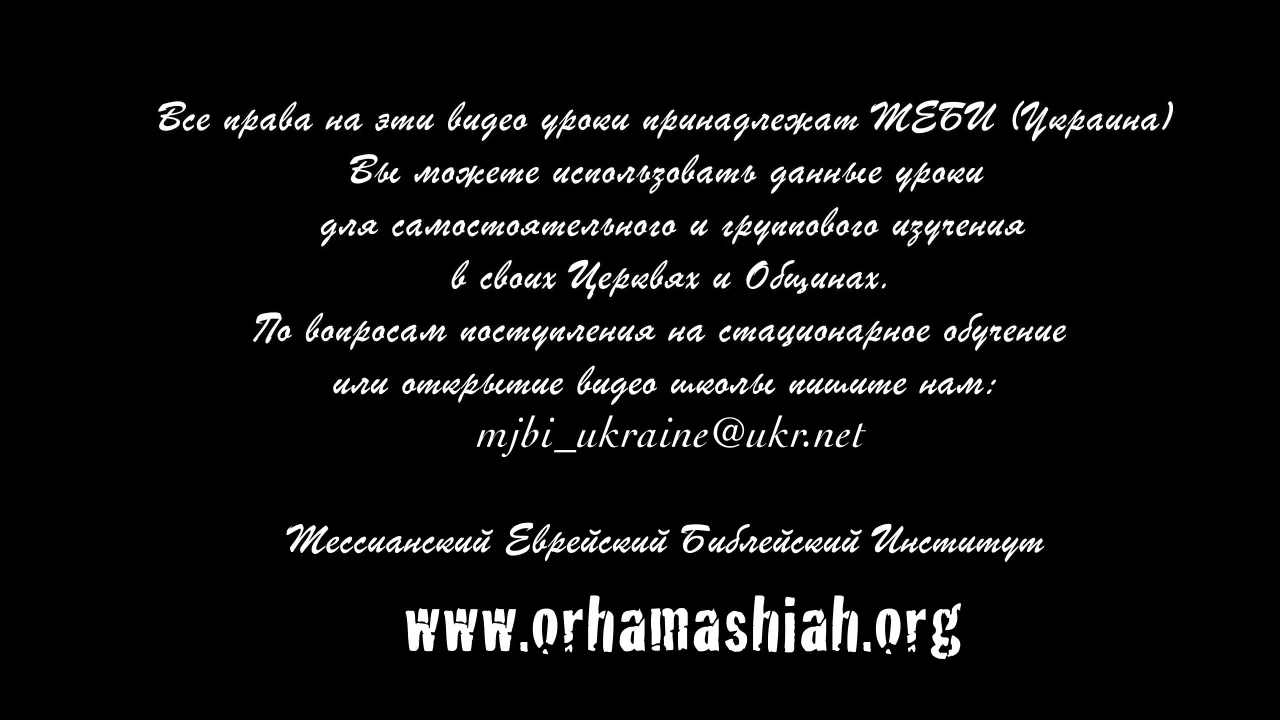 Все права на эти видео уроки принадлежат МЕБИ (Украина)
Вы можете использовать данные уроки
для самостоятельного и группового изучения
в своих Церквях и Общинах.
По вопросам поступления на стационарное обучение
или открытие видео школы пишите нам:
mjbi_ukraine@ukr.net
Мессианский Еврейский Библейский Институт
www.orhamashiah.org